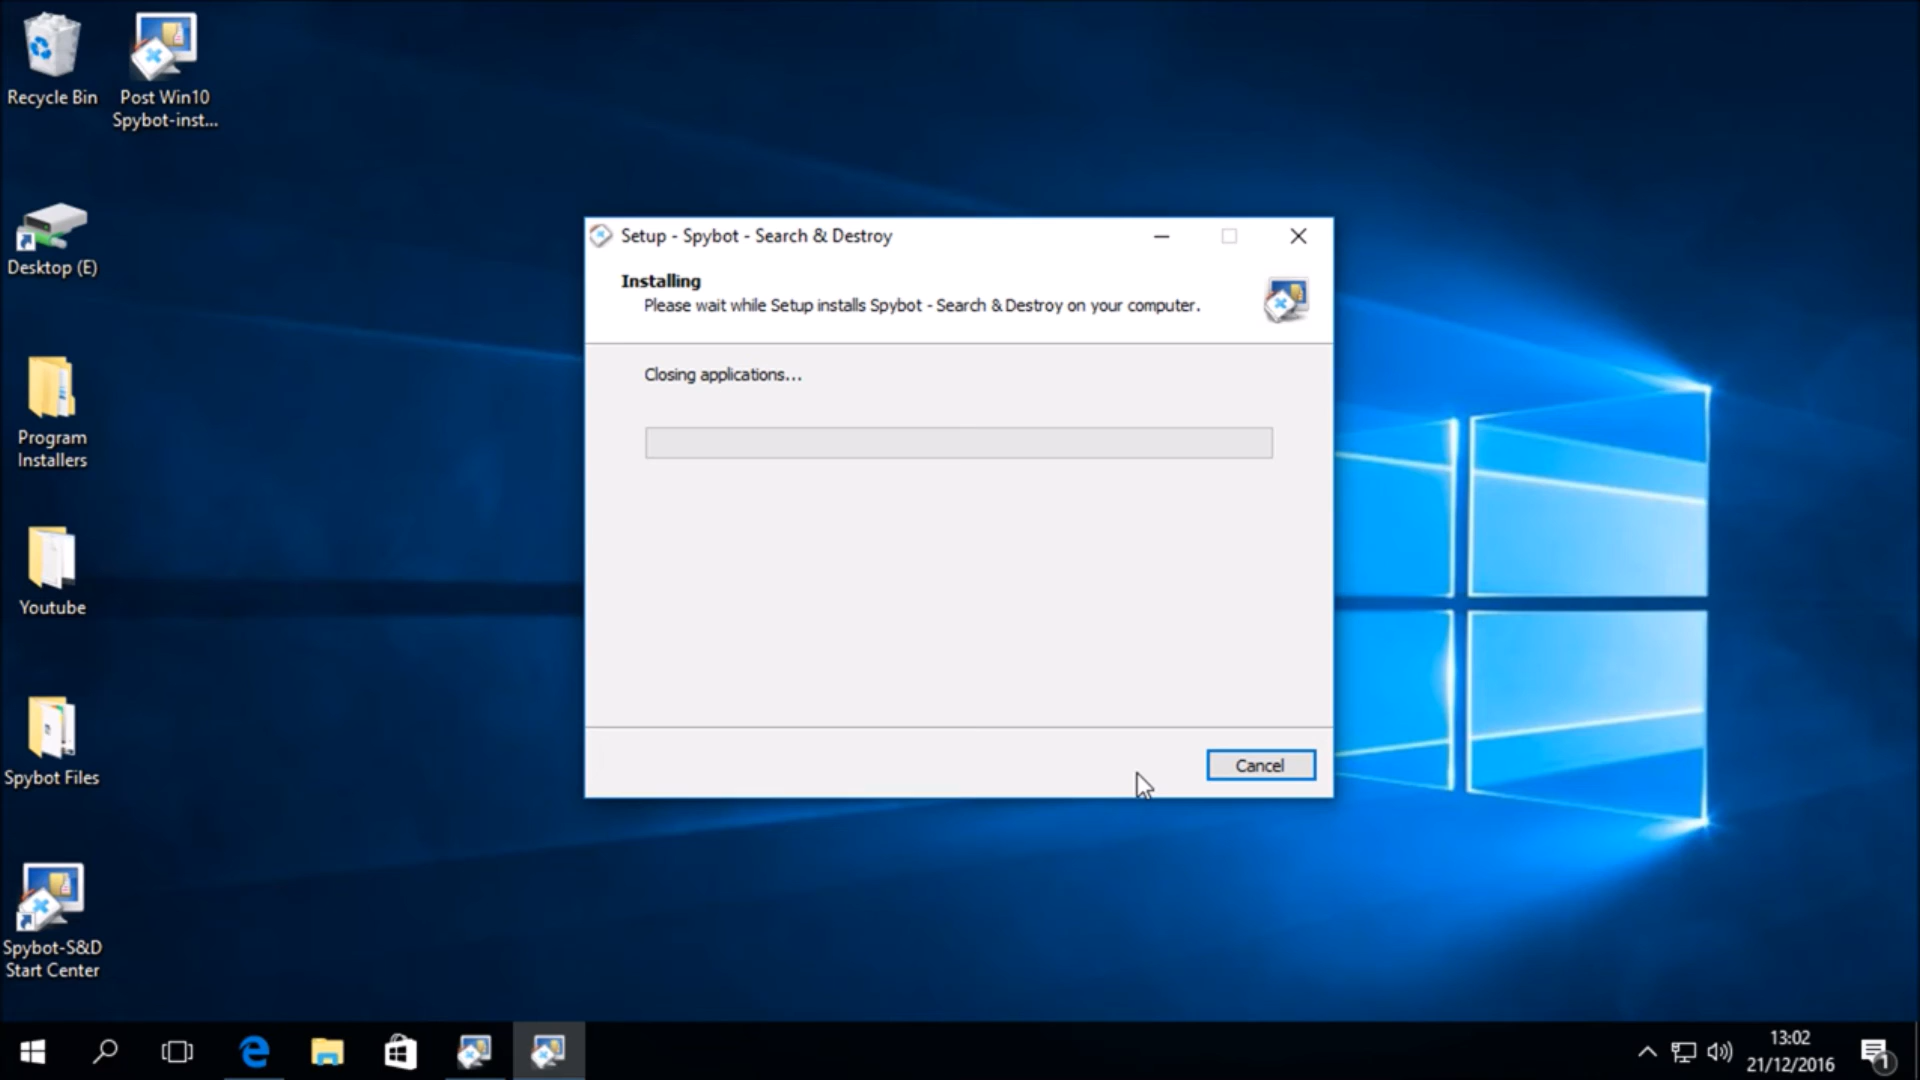 Recycle Bin
Post Win10
Spybot-inst...
Desktop (E)
Program
Installers
Youtube
Spybot Files
Spybot-S&D
Start Center
Setup - Spybot - Search & Destroy
Installing
Please wait while Setup installs Spybot - Search & Destroy on your computer.
Closing applications...
Cancel
13:02
21/12/2016
1